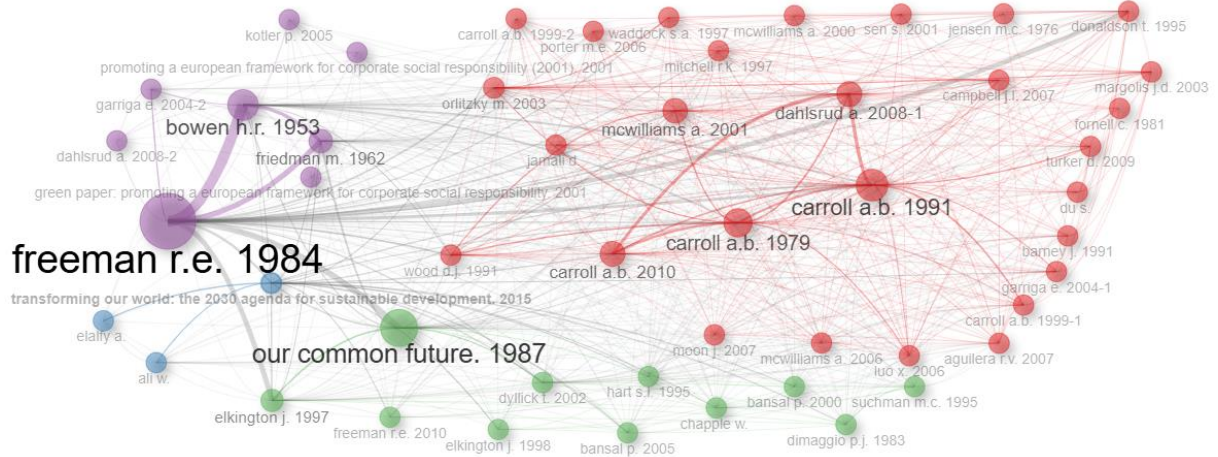 kotler p. 2005
carroll a.b. 1999-2
porter m.e. 2006
waddock s.a. 1997
mcwilliams a. 2000
sen s. 2001
jensen m.c. 1976
donaldson t. 1995
promoting a european framework for corporate social responsibility (2001). 2001
mitchell r.k. 1997
garriga e. 2004-2
orlitzky m. 2003
campbell j.l. 2007
margolis j.d. 2003
bowen h.r. 1953
mcwilliams a. 2001
dahlsrud a. 2008-1
fornell c. 1981
dahlsrud a. 2008-2
friedman m. 1962
jamali d.
turker d. 2009
green paper: promoting a european framework for corporate social responsibility. 2001
carroll a.b. 1991
du s.
freeman r.e. 1984
wood d.j. 1991
carroll a.b. 1979
carroll a.b. 2010
barney j. 1991
garriga e. 2004-1
transforming our world: the 2030 agenda for sustainable development. 2015
carroll a.b. 1999-1
elalfy a.
our common future. 1987
moon j. 2007
mcwilliams a. 2006
luo x. 2006
aguilera r.v. 2007
ali w.
elkington j. 1997
dyllick t. 2002
hart s.l. 1995
bansal p. 2000
suchman m.c. 1995
freeman r.e. 2010
elkington j. 1998
bansal p. 2005
chapple w.
dimaggio p.j. 1983